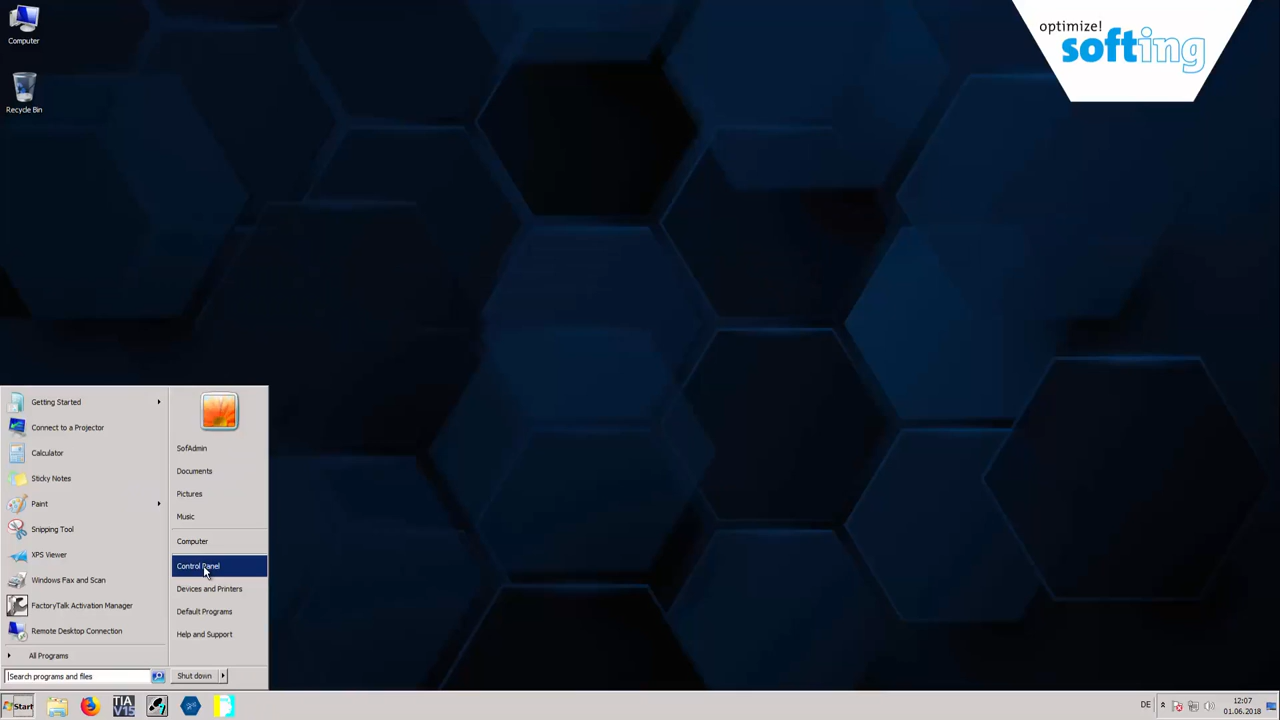 Computer
Recycle Bin
optimize!
softing
Getting Started
Connect to a Projector
Calculator
Sticky Notes
Paint
Snipping Tool
XPS Viewer
Windows Fax and Scan
FactoryTalk Activation Manager
Remote Desktop Connection
All Programs
Search programs and files
SofAdmin
Documents
Pictures
Music
Computer
Control Panel
Devices and Printers
Default Programs
Help and Support
Shut down
Start
TIA
V15
DE
12:07
01.06.2018